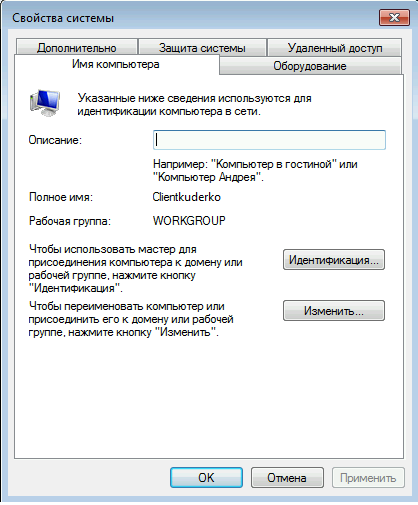 Свойства системы
Дополнительно
Защита системы
Удаленный доступ
Имя компьютера
Оборудование
Указанные ниже сведения используются для
идентификации компьютера в сети.
Описание:
Например: "Компьютер в гостиной" или
"Компьютер Андрея".
Полное имя:
Clientkuderko
Рабочая группа:
WORKGROUP
Чтобы использовать мастер для
присоединения компьютера к домену или
рабочей группе, нажмите кнопку
"Идентификация".
Идентификация...
Чтобы переименовать компьютер или
присоединить его к домену или рабочей
группе, нажмите кнопку "Изменить".
Изменить...
OK
Отмена
Применить